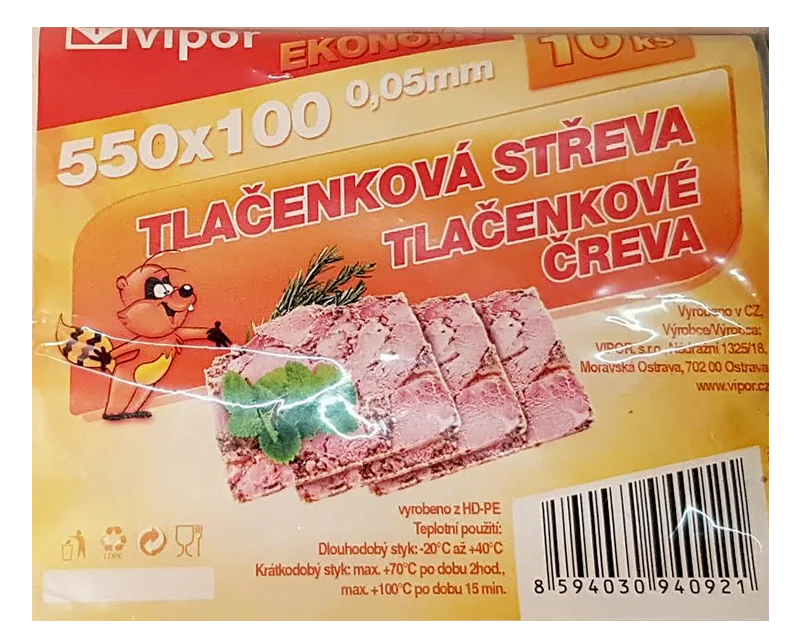 vipor
EKONOMY
10 ks
550x100 0,05mm
TLAČENKOVÁ STŘEVA
TLAČENKOVÉ
ČREVA
Vyrobeno v CZ,
Výrobce/Výrobca:
VIPOR, s.r.o., Nádražní 1325/18,
Moravská Ostrava, 702 00 Ostrava
www.vipor.cz
vyrobeno z HD-PE
Teplotní použití:
Dlouhodobý styk: -20°C až +40°C
Krátkodobý styk: max. +70°C po dobu 2hod.,
max. +100°C po dobu 15 min.
LDPE
8 594030 940921